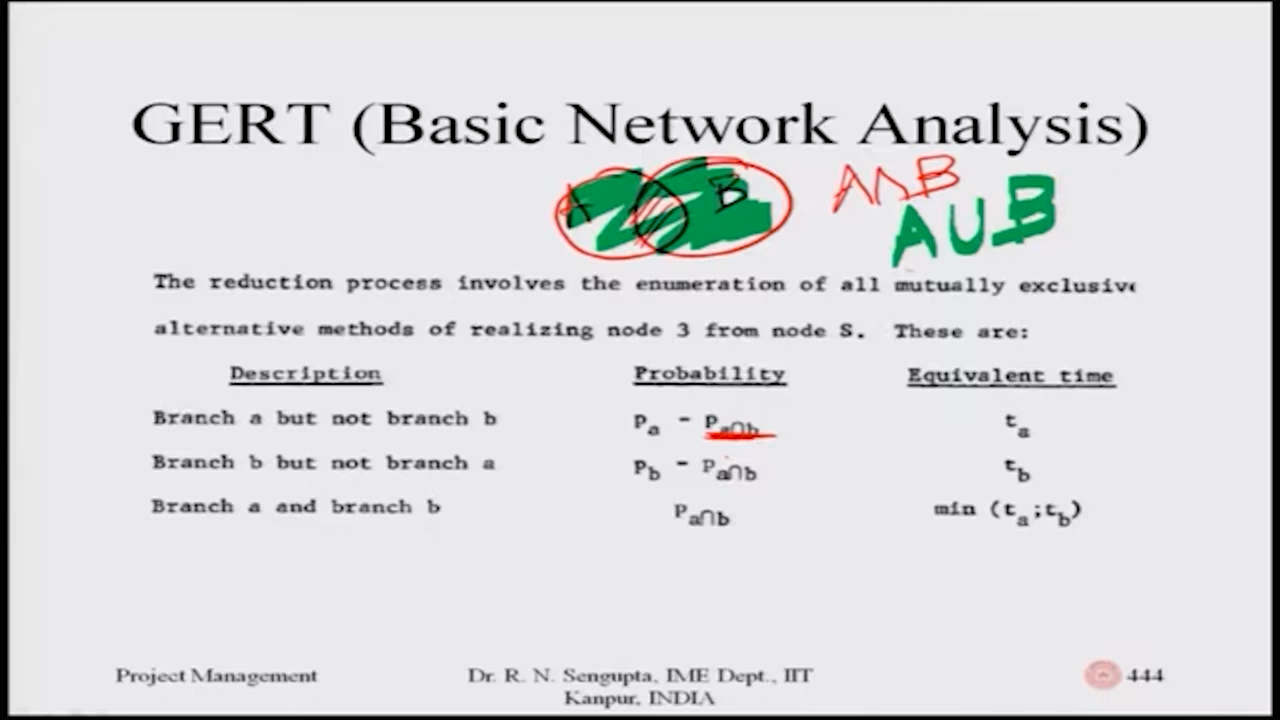 GERT (Basic Network Analysis)
A B A∩B
A∪B
The reduction process involves the enumeration of all mutually exclusive
alternative methods of realizing node 3 from node S. These are:
Description Probability Equivalent time
Branch a but not branch b Pa - Pa∩b ta
Branch b but not branch a Pb - Pa∩b tb
Branch a and branch b Pa∩b min (ta;tb)
Project Management Dr. R. N. Sengupta, IME Dept., IIT 444
Kanpur, INDIA